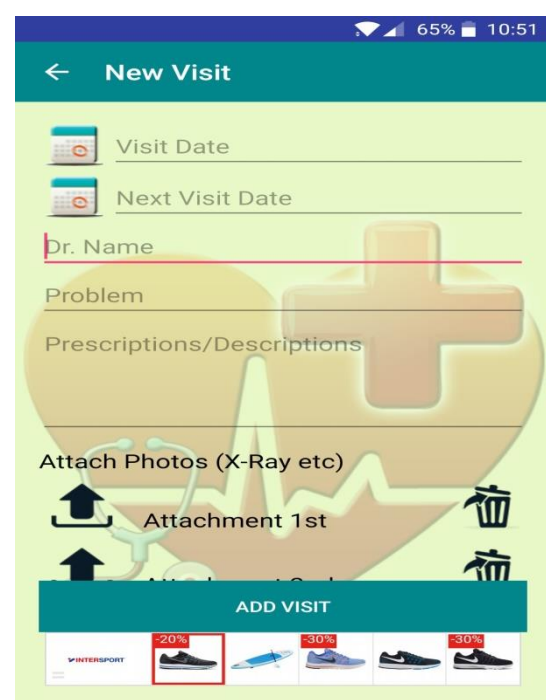 65% 10:51
New Visit
Visit Date
Next Visit Date
Dr. Name
Problem
Prescriptions/Descriptions
Attach Photos (X-Ray etc)
Attachment 1st
ADD VISIT
-20% -30% -30%
INTERSPORT